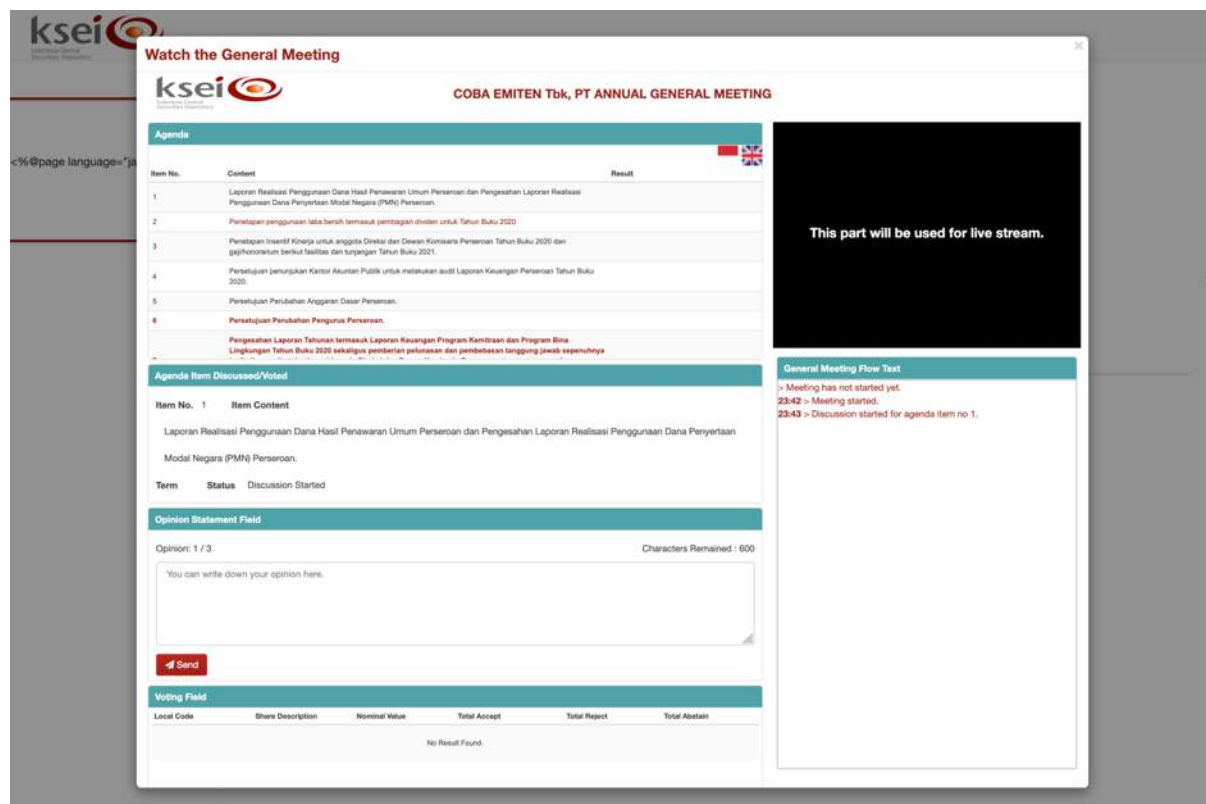 ksei
<%@page language="ja
Watch the General Meeting
×
ksei
COBA EMITEN Tbk, PT ANNUAL GENERAL MEETING
Agenda
Item No. Content Result
1 Laporan Realisasi Penggunaan Dana Hasil Penawaran Umum Perseroan dan Pengesahan Laporan Realisasi
Penggunaan Dana Penyertaan Modal Negara (PMN) Perseroan.
2 Penetapan penggunaan laba bersih termasuk pembagian dividen untuk Tahun Buku 2020
3 Penetapan Insentif Kinerja untuk anggota Direksi dan Dewan Komisaris Perseroan Tahun Buku 2020 dan
gaji/honorarium berikut fasilitas dan tunjangan Tahun Buku 2021.
4 Persetujuan penunjukan Kantor Akuntan Publik untuk melakukan audit Laporan Keuangan Perseroan Tahun Buku
2020.
5 Persetujuan Perubahan Anggaran Dasar Perseroan.
6 Persetujuan Perubahan Pengurus Perseroan.
Pengesahan Laporan Tahunan termasuk Laporan Keuangan Program Kemitraan dan Program Bina
Lingkungan Tahun Buku 2020 sekaligus pemberian pelunasan dan pembebasan tanggung jawab sepenuhnya
Agenda Item Discussed/Voted
Item No. 1 Item Content
Laporan Realisasi Penggunaan Dana Hasil Penawaran Umum Perseroan dan Pengesahan Laporan Realisasi Penggunaan Dana Penyertaan
Modal Negara (PMN) Perseroan.
Term Status Discussion Started
Opinion Statement Field
Opinion: 1 / 3 Characters Remained : 600
You can write down your opinion here.
Send
Voting Field
Local Code Share Description Nominal Value Total Accept Total Reject Total Abstain
No Result Found.
This part will be used for live stream.
General Meeting Flow Text
> Meeting has not started yet.
23:42 > Meeting started.
23:43 > Discussion started for agenda item no 1.